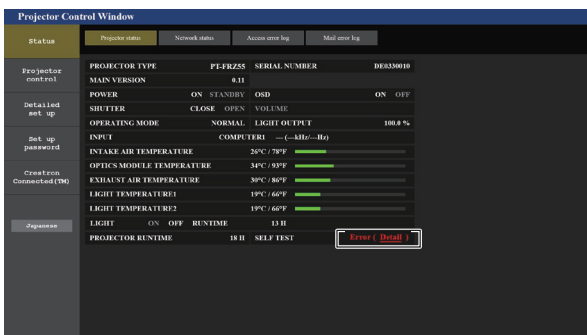 Projector Control Window
Status
Projector control
Detailed set up
Set up password
Crestron Connected(TM)
Japanese
Projector status Network status Access error log Mail error log
PROJECTOR TYPE PT-FRZ55 SERIAL NUMBER DE0330010
MAIN VERSION 0.11
POWER ON STANDBY OSD ON OFF
SHUTTER CLOSE OPEN VOLUME
OPERATING MODE NORMAL LIGHT OUTPUT 100.0 %
INPUT COMPUTER1 ---(---kHz/---Hz)
INTAKE AIR TEMPERATURE 26°C / 78°F
OPTICS MODULE TEMPERATURE 34°C / 93°F
EXHAUST AIR TEMPERATURE 30°C / 86°F
LIGHT TEMPERATURE1 19°C / 66°F
LIGHT TEMPERATURE2 19°C / 66°F
LIGHT ON OFF RUNTIME 13 H
PROJECTOR RUNTIME 18 H SELF TEST Error ( Detail )